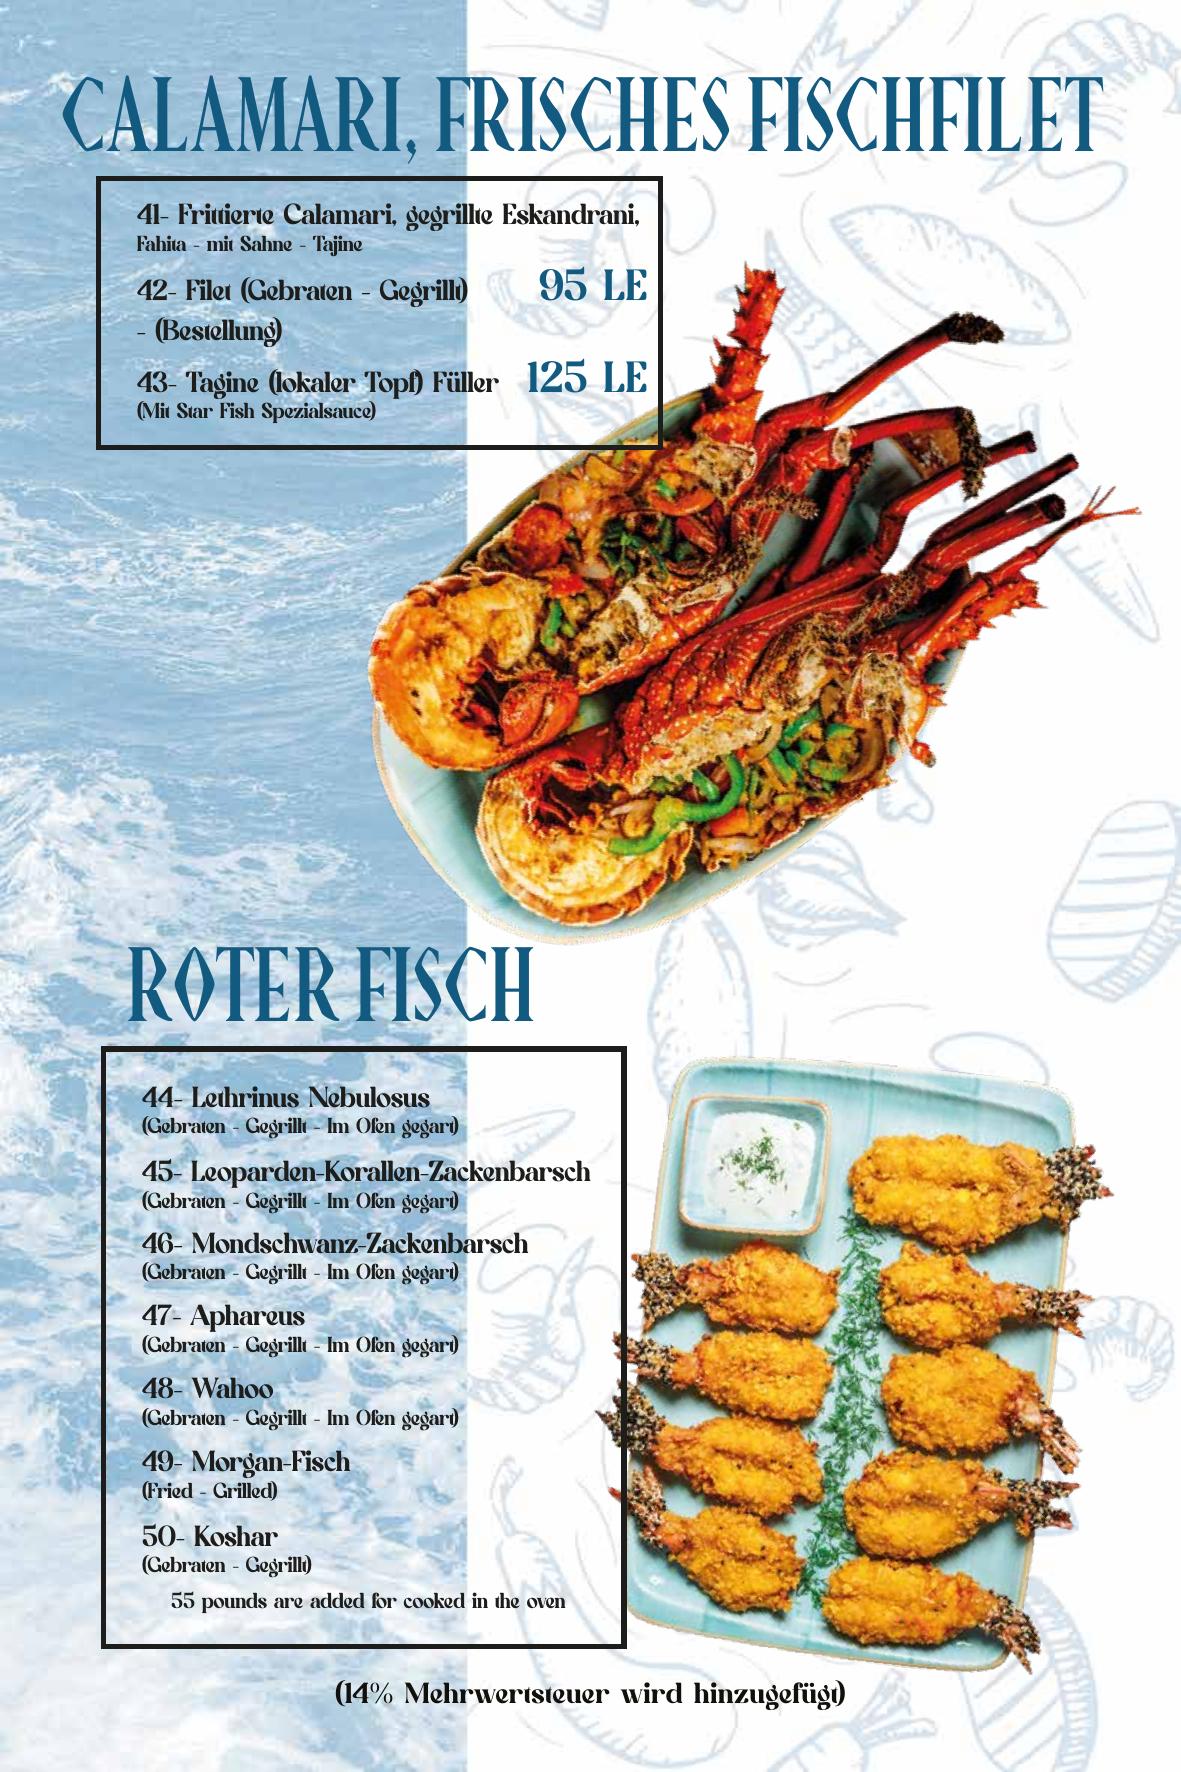 CALAMARI, FRISCHES FISCHFILET
41- Frittierte Calamari, gegrillte Eskandrani,
Fahita - mit Sahne - Tajine
42- Filet (Gebraten - Gegrillt) 95 LE
- (Bestellung)
43- Tagine (lokaler Topf) Füller 125 LE
(Mit Star Fish Spezialsauce)
ROTER FISCH
44- Lethrinus Nebulosus
(Gebraten - Gegrillt - Im Ofen gegart)
45- Leoparden-Korallen-Zackenbarsch
(Gebraten - Gegrillt - Im Ofen gegart)
46- Mondschwanz-Zackenbarsch
(Gebraten - Gegrillt - Im Ofen gegart)
47- Aphareus
(Gebraten - Gegrillt - Im Ofen gegart)
48- Wahoo
(Gebraten - Gegrillt - Im Ofen gegart)
49- Morgan-Fisch
(Fried - Grilled)
50- Koshar
(Gebraten - Gegrillt)
55 pounds are added for cooked in the oven
(14% Mehrwertsteuer wird hinzugefügt)